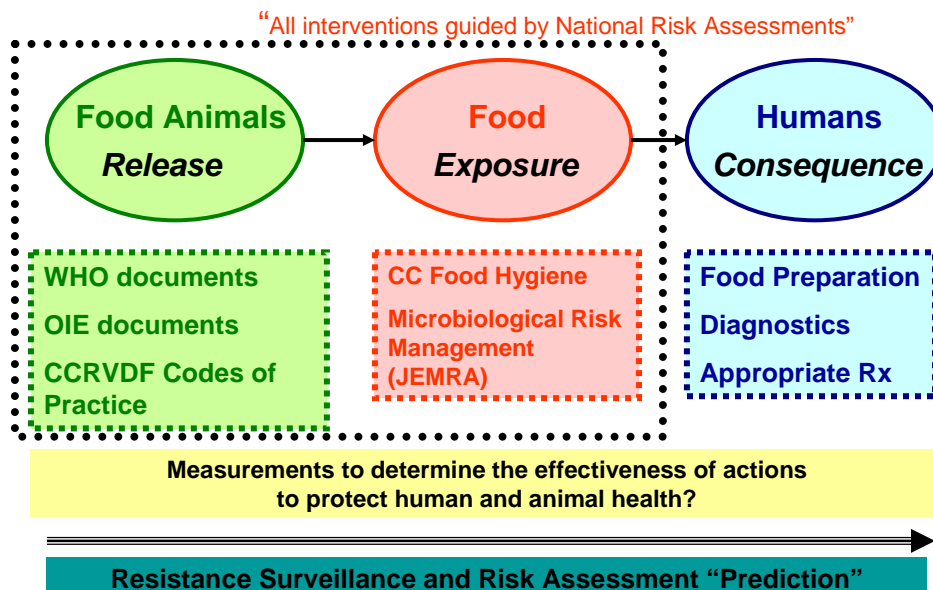 “All interventions guided by National Risk Assessments”
Food Animals
Release
Food
Exposure
Humans
Consequence
WHO documents
OIE documents
CCRVDF Codes of
Practice
CC Food Hygiene
Microbiological Risk
Management
(JEMRA)
Food Preparation
Diagnostics
Appropriate Rx
Measurements to determine the effectiveness of actions
to protect human and animal health?
Resistance Surveillance and Risk Assessment “Prediction”